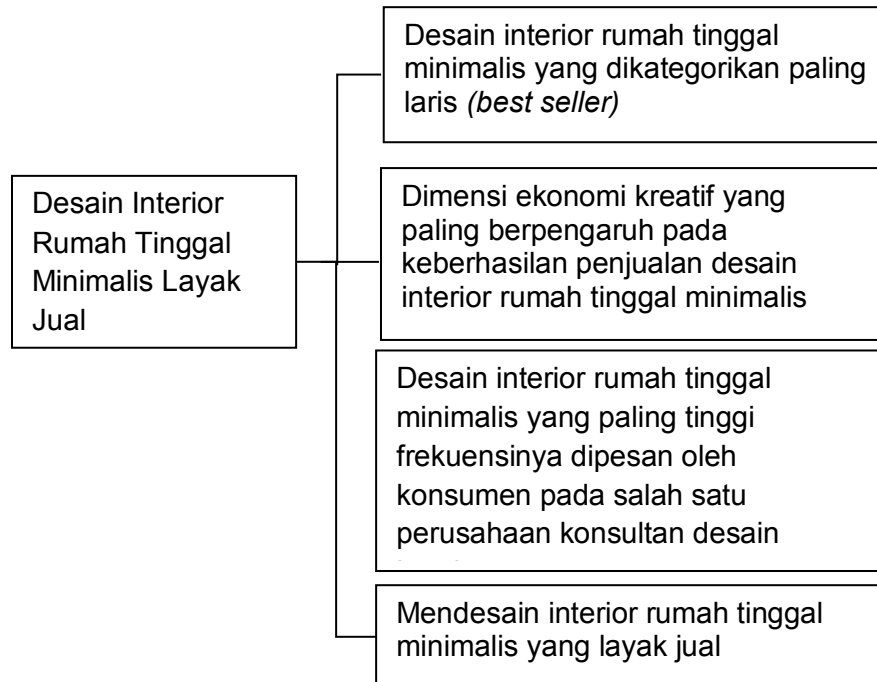 Desain Interior
Rumah Tinggal
Minimalis Layak
Jual
Desain interior rumah tinggal
minimalis yang dikategorikan paling
laris (best seller)
Dimensi ekonomi kreatif yang
paling berpengaruh pada
keberhasilan penjualan desain
interior rumah tinggal minimalis
Desain interior rumah tinggal
minimalis yang paling tinggi
frekuensinya dipesan oleh
konsumen pada salah satu
perusahaan konsultan desain
Mendesain interior rumah tinggal
minimalis yang layak jual